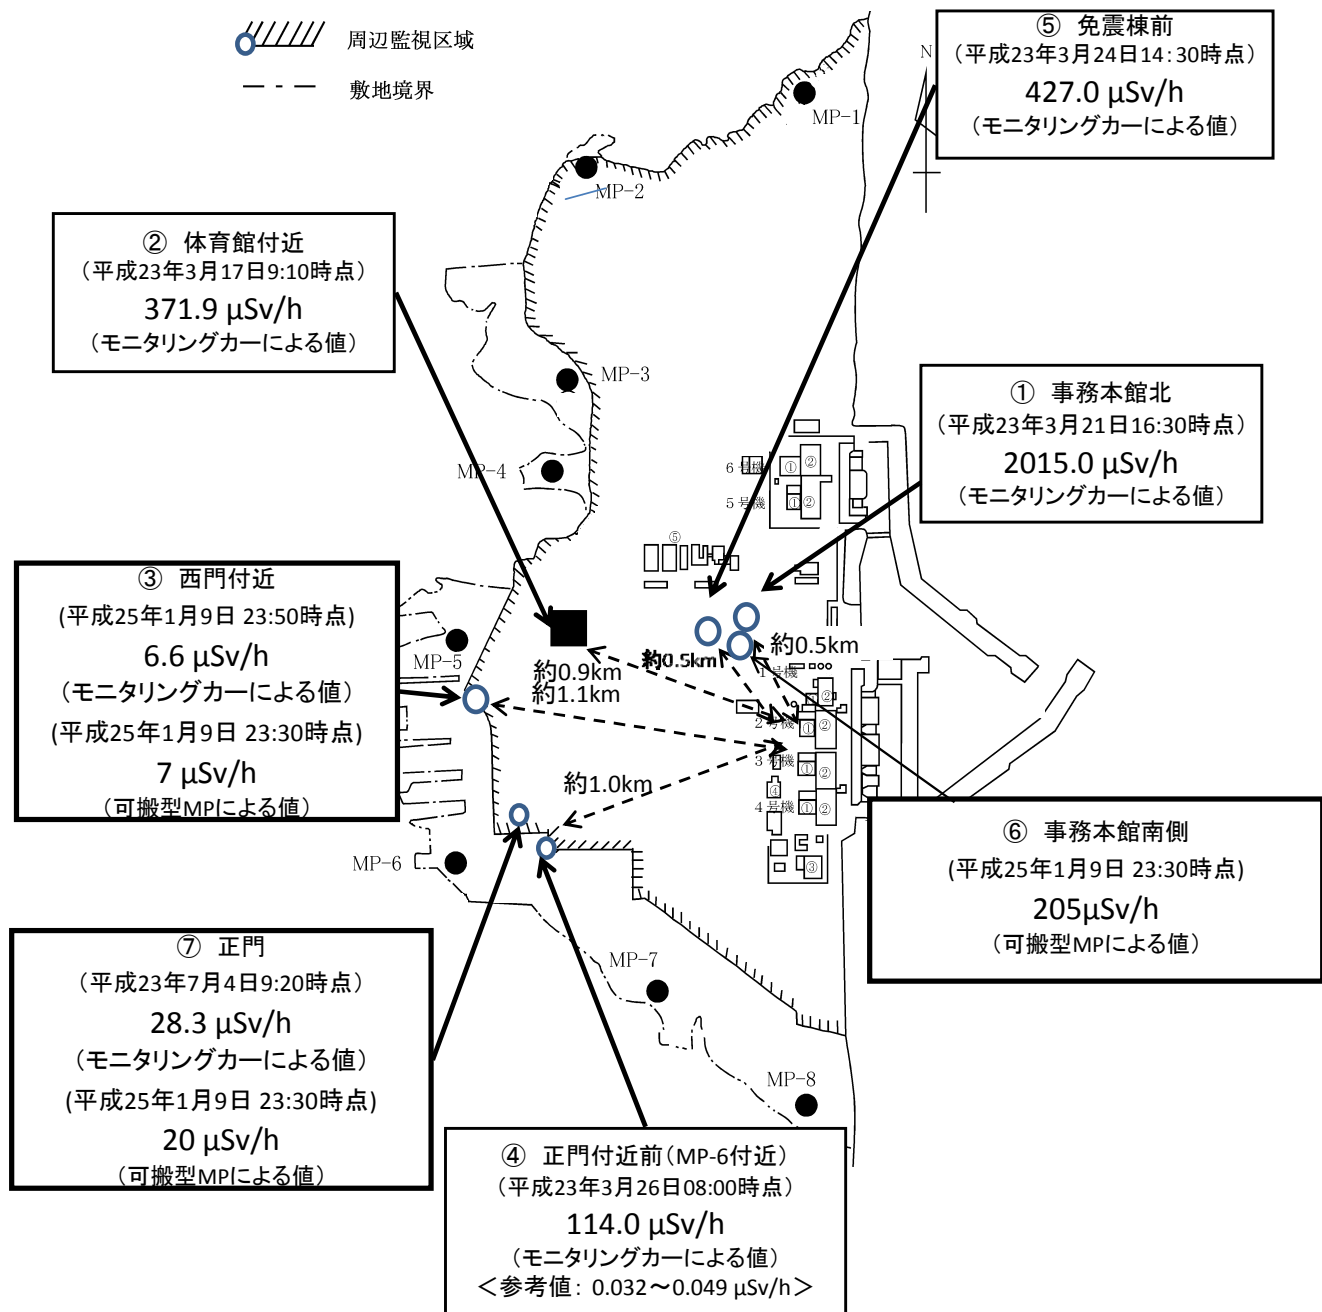 周辺監視区域
敷地境界
⑤ 免震棟前
(平成23年3月24日14:30時点)
427.0 μSv/h
(モニタリングカーによる値)
N
MP-1
MP-2
② 体育館付近
(平成23年3月17日9:10時点)
371.9 μSv/h
(モニタリングカーによる値)
MP-3
① 事務本館北
(平成23年3月21日16:30時点)
2015.0 μSv/h
(モニタリングカーによる値)
MP-4
6号機
①
②
5号機
①
②
⑤
③ 西門付近
(平成25年1月9日 23:50時点)
6.6 μSv/h
(モニタリングカーによる値)
(平成25年1月9日 23:30時点)
7 μSv/h
(可搬型MPによる値)
MP-5
約0.5km
約0.5km
約0.9km
約1.1km
1号機
②
2号機
①
②
3号機
①
②
約1.0km
④
4号機
①
②
③
MP-6
⑥ 事務本館南側
(平成25年1月9日 23:30時点)
205μSv/h
(可搬型MPによる値)
⑦ 正門
(平成23年7月4日9:20時点)
28.3 μSv/h
(モニタリングカーによる値)
(平成25年1月9日 23:30時点)
20 μSv/h
(可搬型MPによる値)
MP-7
MP-8
④ 正門付近前(MP-6付近)
(平成23年3月26日08:00時点)
114.0 μSv/h
(モニタリングカーによる値)
<参考値: 0.032~0.049 μSv/h>